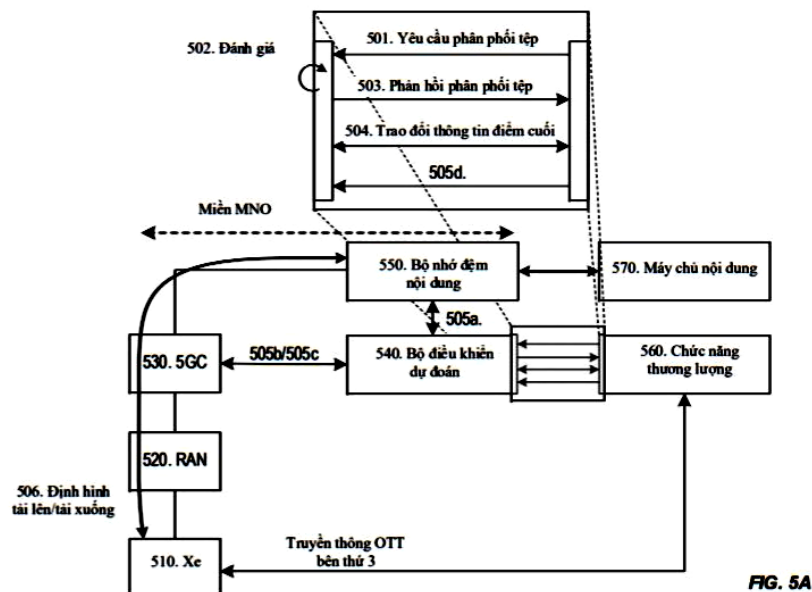 502. Đánh giá
501. Yêu cầu phân phối tệp
503. Phản hồi phân phối tệp
504. Trao đổi thông tin điểm cuối
505d.
Miền MNO
550. Bộ nhớ đệm
nội dung
570. Máy chủ nội dung
505a.
530. 5GC
505b/505c
540. Bộ điều khiển
dự đoán
560. Chức năng
thương lượng
520. RAN
506. Định hình
tải lên/tải xuống
510. Xe
Truyền thông OTT
bên thứ 3
FIG. 5A